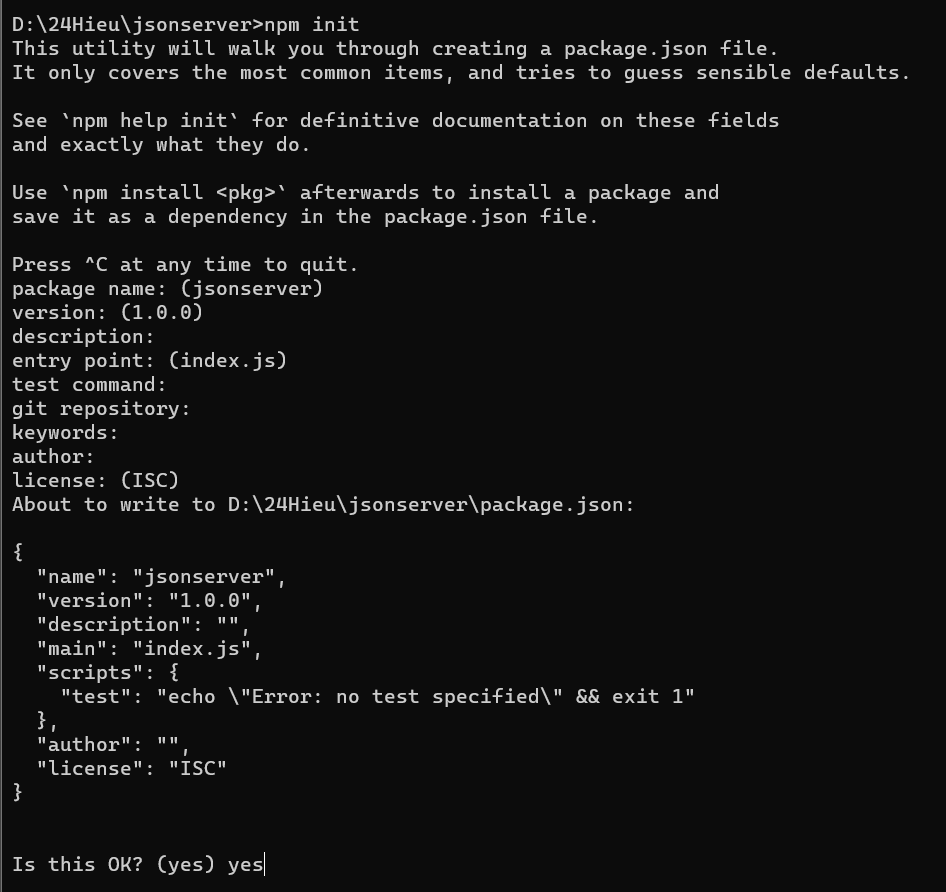 D:\24Hieu\jsonserver>npm init
This utility will walk you through creating a package.json file.
It only covers the most common items, and tries to guess sensible defaults.

See `npm help init` for definitive documentation on these fields
and exactly what they do.

Use `npm install <pkg>` afterwards to install a package and
save it as a dependency in the package.json file.

Press ^C at any time to quit.
package name: (jsonserver)
version: (1.0.0)
description:
entry point: (index.js)
test command:
git repository:
keywords:
author:
license: (ISC)
About to write to D:\24Hieu\jsonserver\package.json:

{
  "name": "jsonserver",
  "version": "1.0.0",
  "description": "",
  "main": "index.js",
  "scripts": {
    "test": "echo \"Error: no test specified\" && exit 1"
  },
  "author": "",
  "license": "ISC"
}


Is this OK? (yes) yes